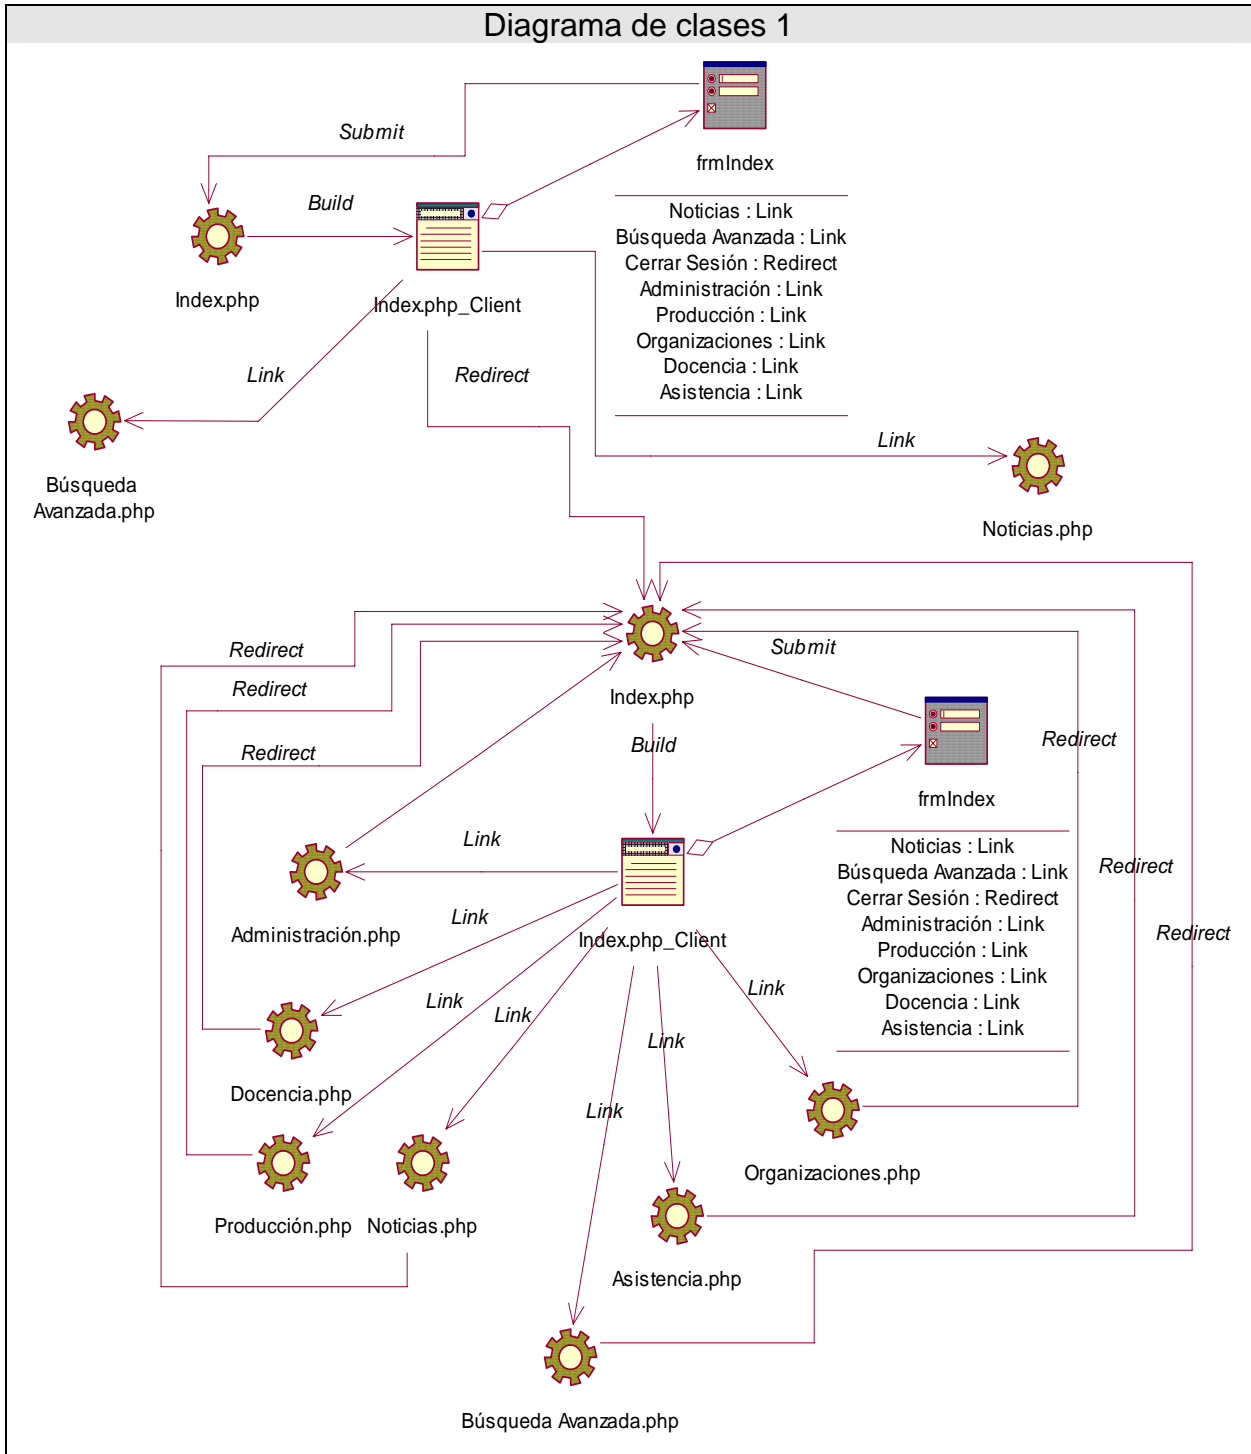 Diagrama de clases 1
Submit
frmIndex
Build
Noticias : Link
Búsqueda Avanzada : Link
Cerrar Sesión : Redirect
Administración : Link
Producción : Link
Organizaciones : Link
Docencia : Link
Asistencia : Link
Index.php
Index.php_Client
Link
Redirect
Link
Búsqueda
Avanzada.php
Noticias.php
Redirect
Submit
Redirect
Index.php
Build
Redirect
Redirect
frmIndex
Link
Noticias : Link
Búsqueda Avanzada : Link
Cerrar Sesión : Redirect
Administración : Link
Producción : Link
Organizaciones : Link
Docencia : Link
Asistencia : Link
Redirect
Redirect
Link
Administración.php
Index.php_Client
Link
Link
Link
Link
Docencia.php
Link
Organizaciones.php
Producción.php
Noticias.php
Asistencia.php
Búsqueda Avanzada.php